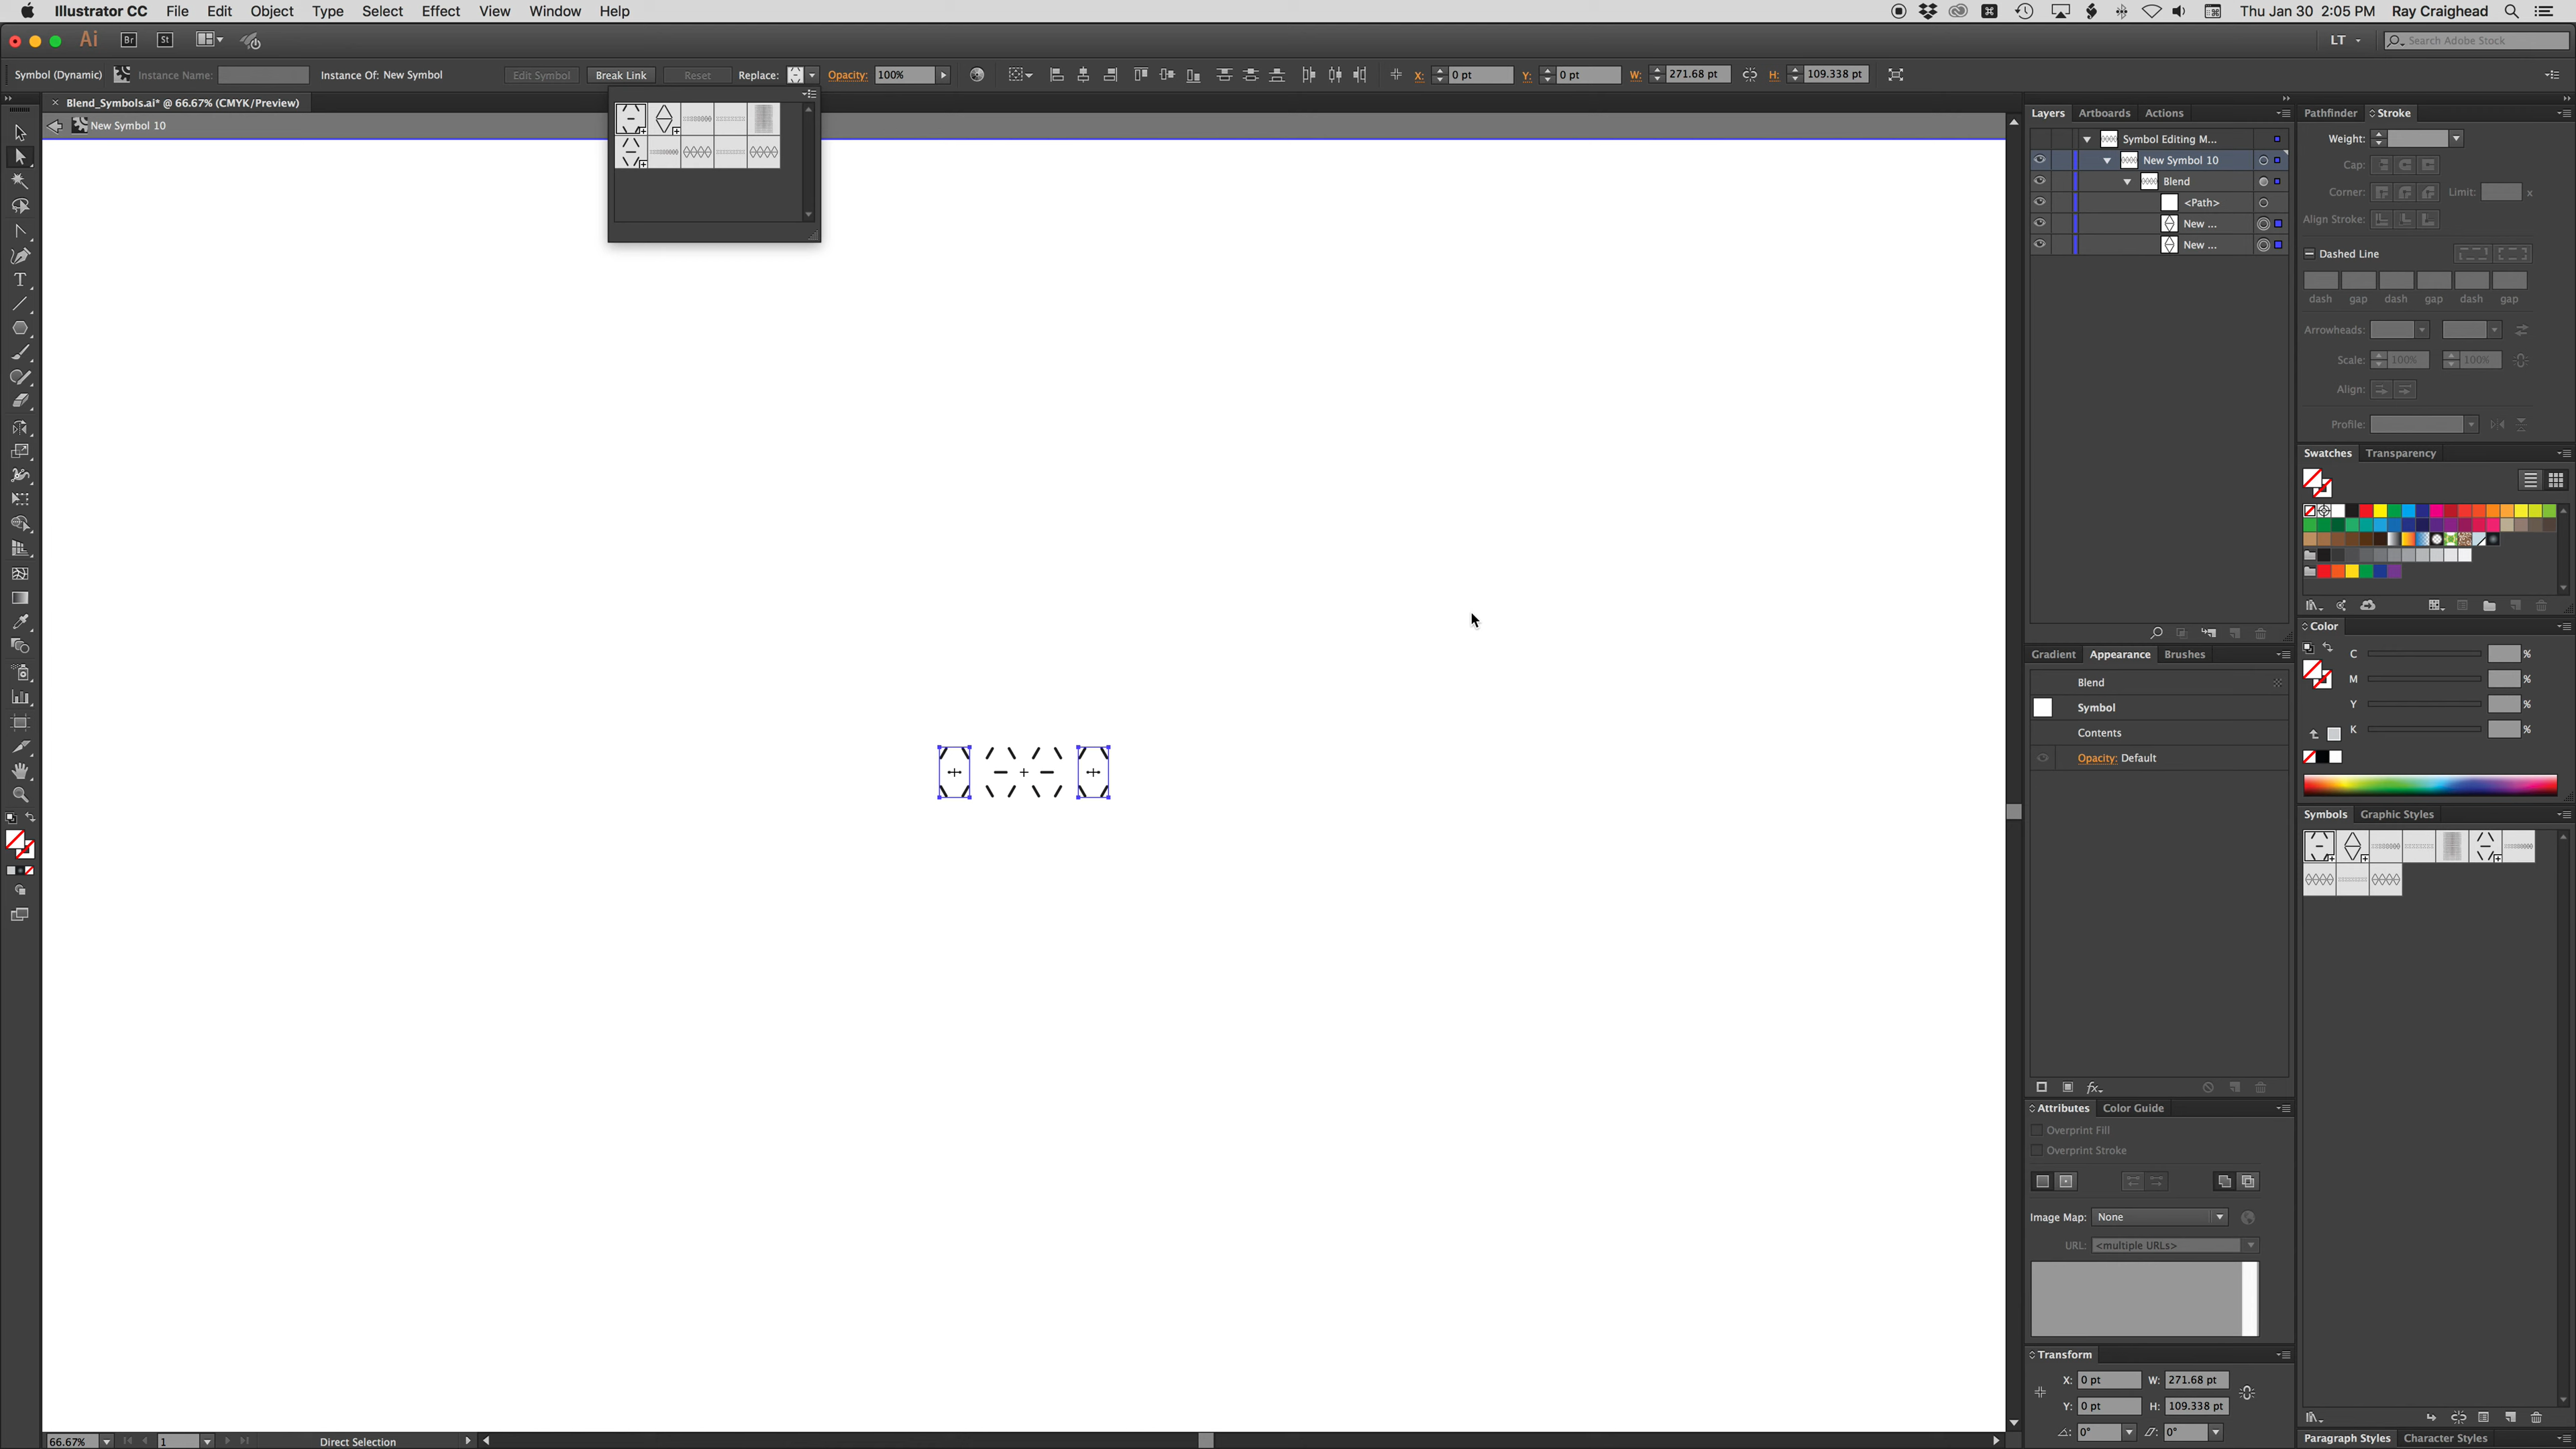 Illustrator CC File Edit Object Type Select Effect View Window Help
Thu Jan 30 2:05 PM Ray Craighead
Ai Br St
LT Search Adobe Stock
Symbol (Dynamic) Instance Name: Instance Of: New Symbol Edit Symbol Break Link Reset Replace: Opacity: 100% X: 0 pt Y: 0 pt W: 271.68 pt H: 109.338 pt
× Blend_Symbols.ai* @ 66.67% (CMYK/Preview)
New Symbol 10
Layers Artboards Actions
Symbol Editing M...
New Symbol 10
Blend
<Path>
New ...
New ...
Pathfinder Stroke
Weight:
Cap:
Corner: Limit: x
Align Stroke:
Dashed Line
dash gap dash gap dash gap
Arrowheads:
Scale: 100% 100%
Align:
Profile:
Swatches Transparency
Color
C %
M %
Y %
K %
Gradient Appearance Brushes
Blend
Symbol
Contents
Opacity: Default
fx
Symbols Graphic Styles
Attributes Color Guide
Overprint Fill
Overprint Stroke
Image Map: None
URL: <multiple URLs>
Transform
X: 0 pt W: 271.68 pt
Y: 0 pt H: 109.338 pt
0° 0°
Paragraph Styles Character Styles
66.67% 1 Direct Selection